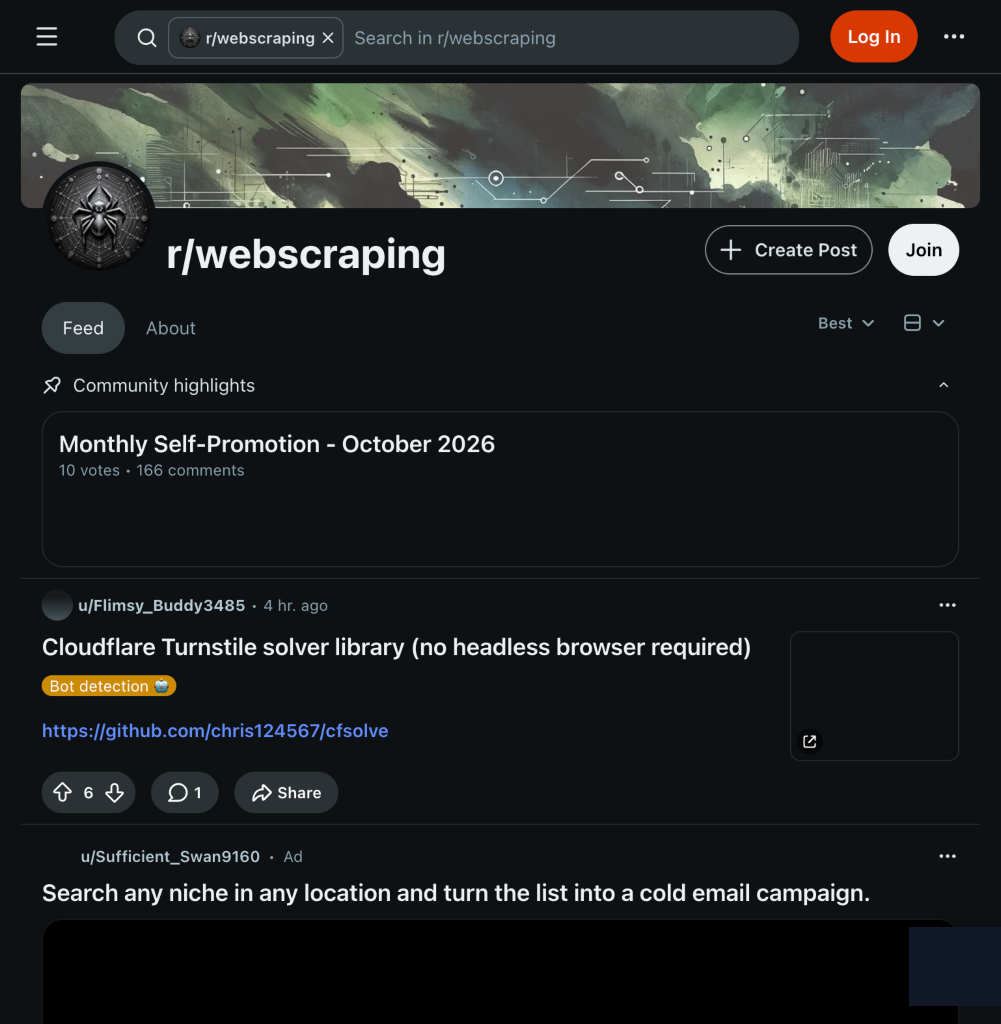 r/webscraping
Search in r/webscraping
Log In
r/webscraping
Create Post
Join
Feed
About
Best
Community highlights
Monthly Self-Promotion - October 2026
10 votes • 166 comments
u/Flimsy_Buddy3485 • 4 hr. ago
Cloudflare Turnstile solver library (no headless browser required)
Bot detection 🤖
https://github.com/chris124567/cfsolve
6
1
Share
u/Sufficient_Swan9160 • Ad
Search any niche in any location and turn the list into a cold email campaign.